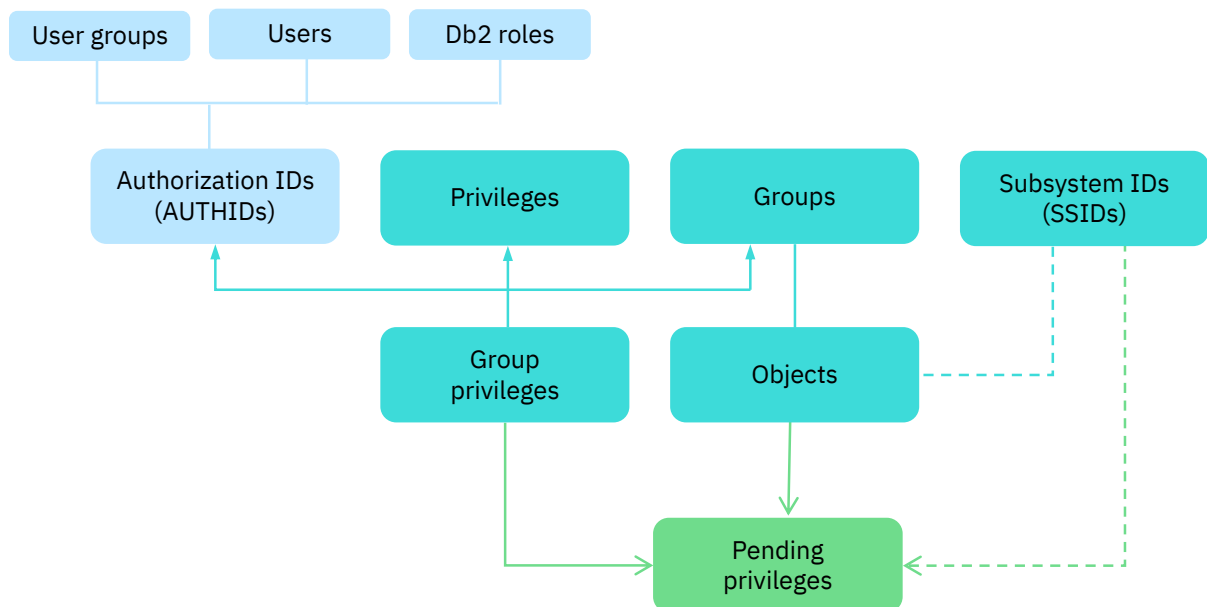 User groups
Users
Db2 roles
Authorization IDs
(AUTHIDs)
Privileges
Groups
Subsystem IDs
(SSIDs)
Group
privileges
Objects
Pending
privileges